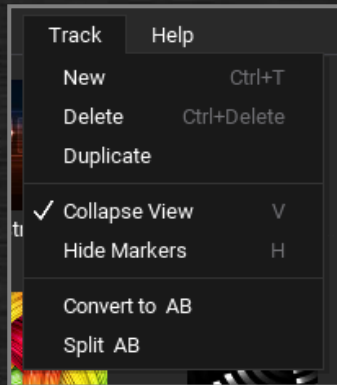 Track Help
New Ctrl+T
Delete Ctrl+Delete
Duplicate
Collapse View V
Hide Markers H
Convert to AB
Split AB